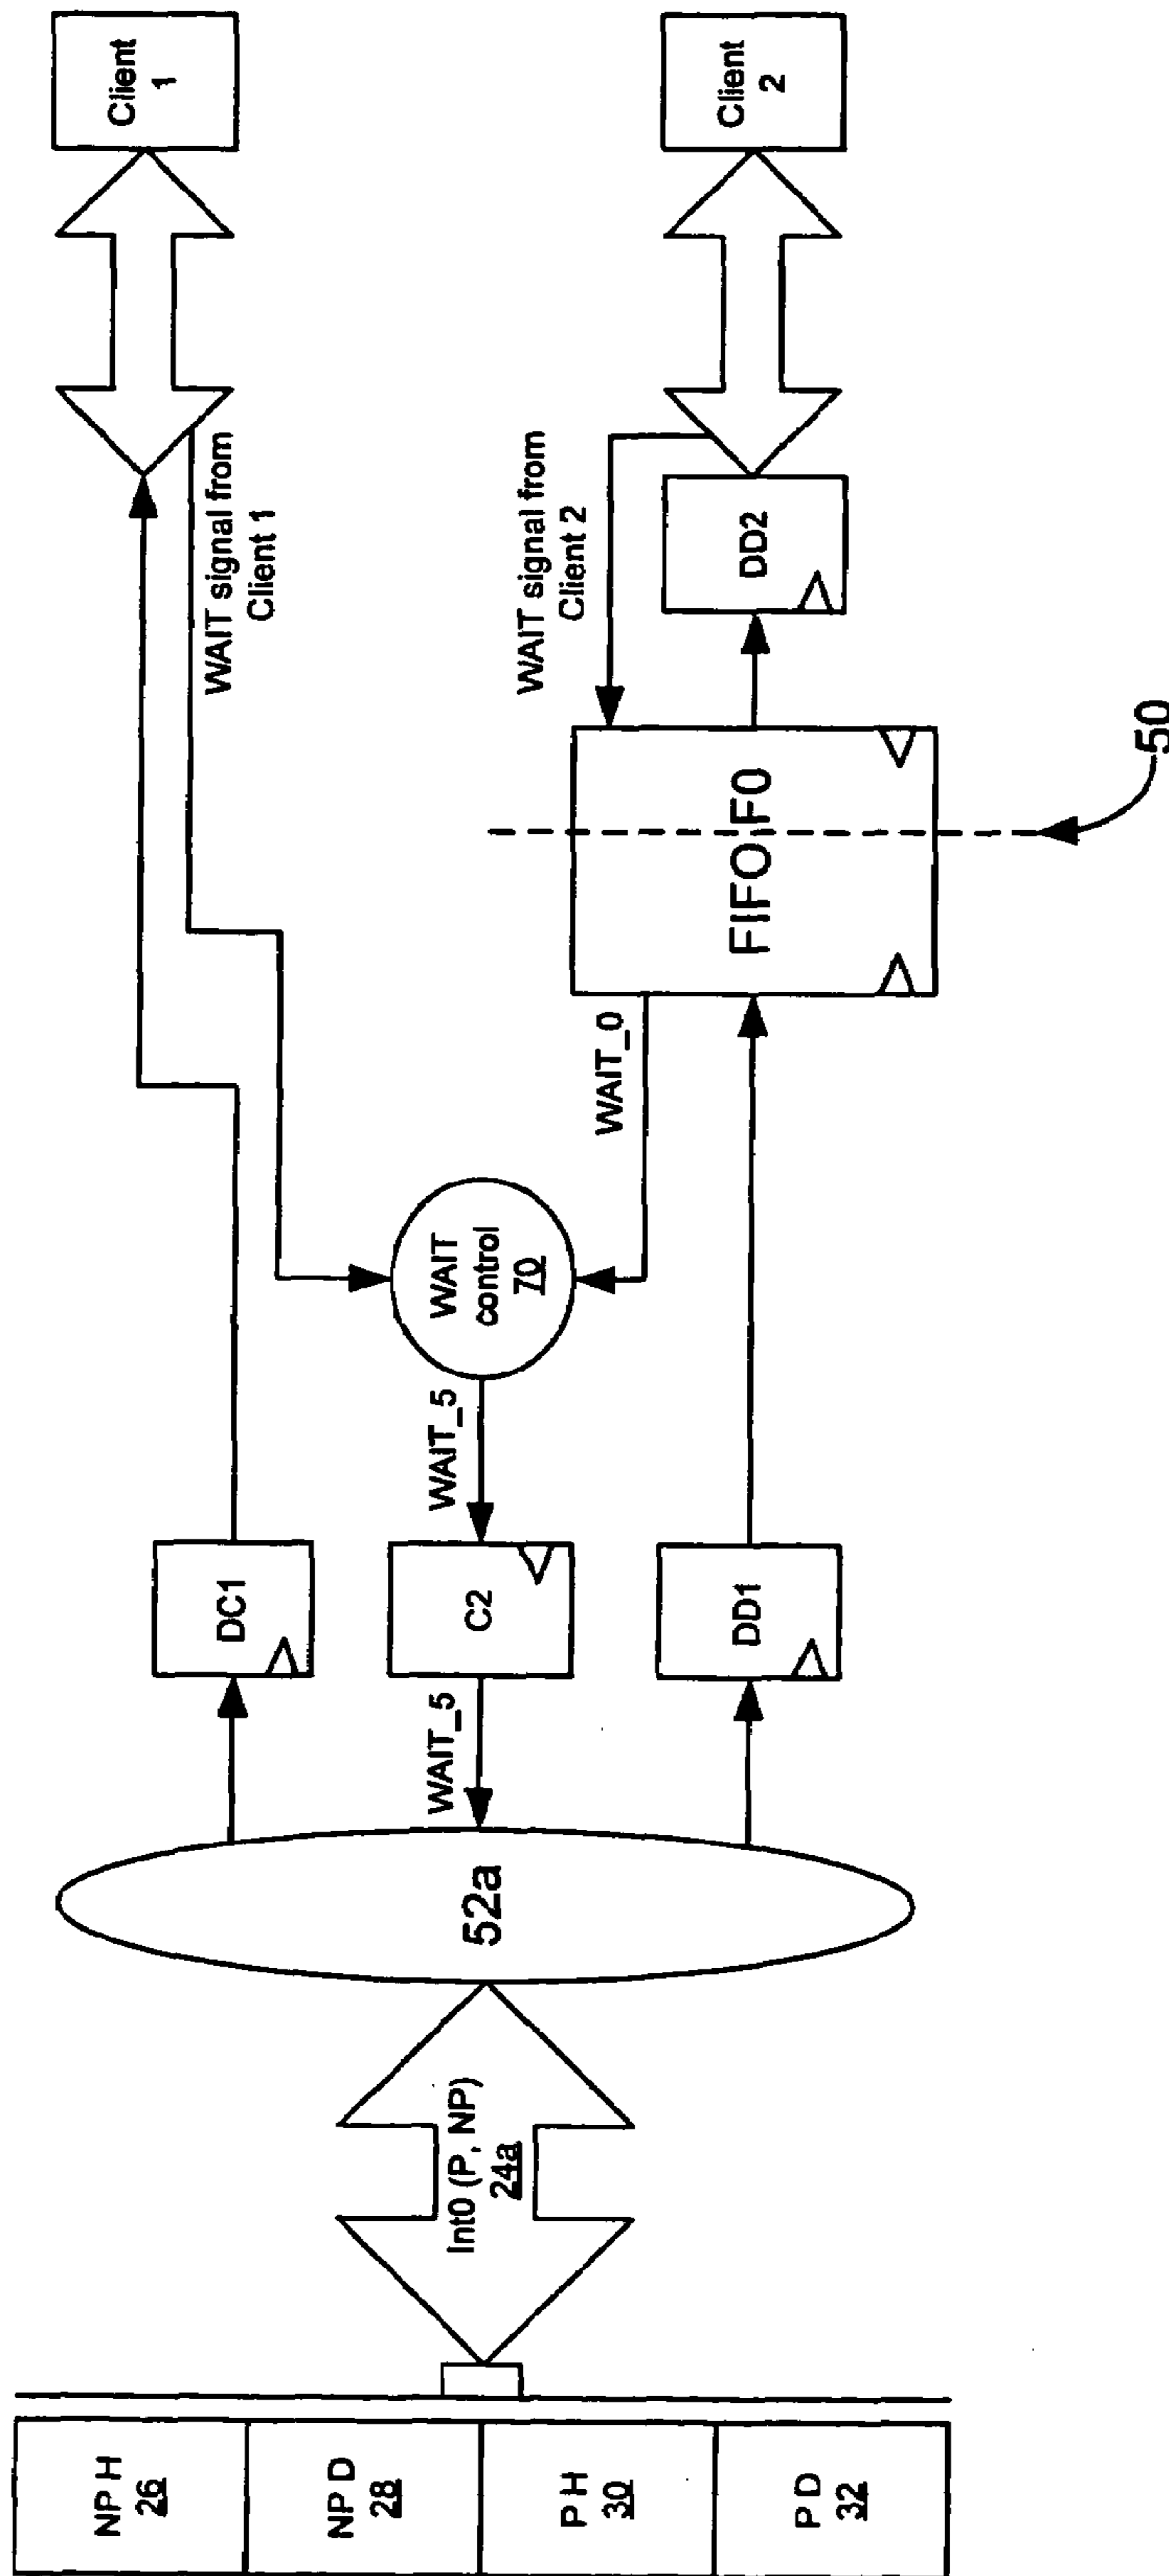 NP H
26
NP D
28
P H
30
P D
32
Int0 (P, NP)
24a
52a
DC1
WAIT_5
C2
WAIT_5
DD1
WAIT
control
70
WAIT_0
FIFO F0
50
WAIT signal from
Client 1
WAIT signal from
Client 2
DD2
Client
1
Client
2